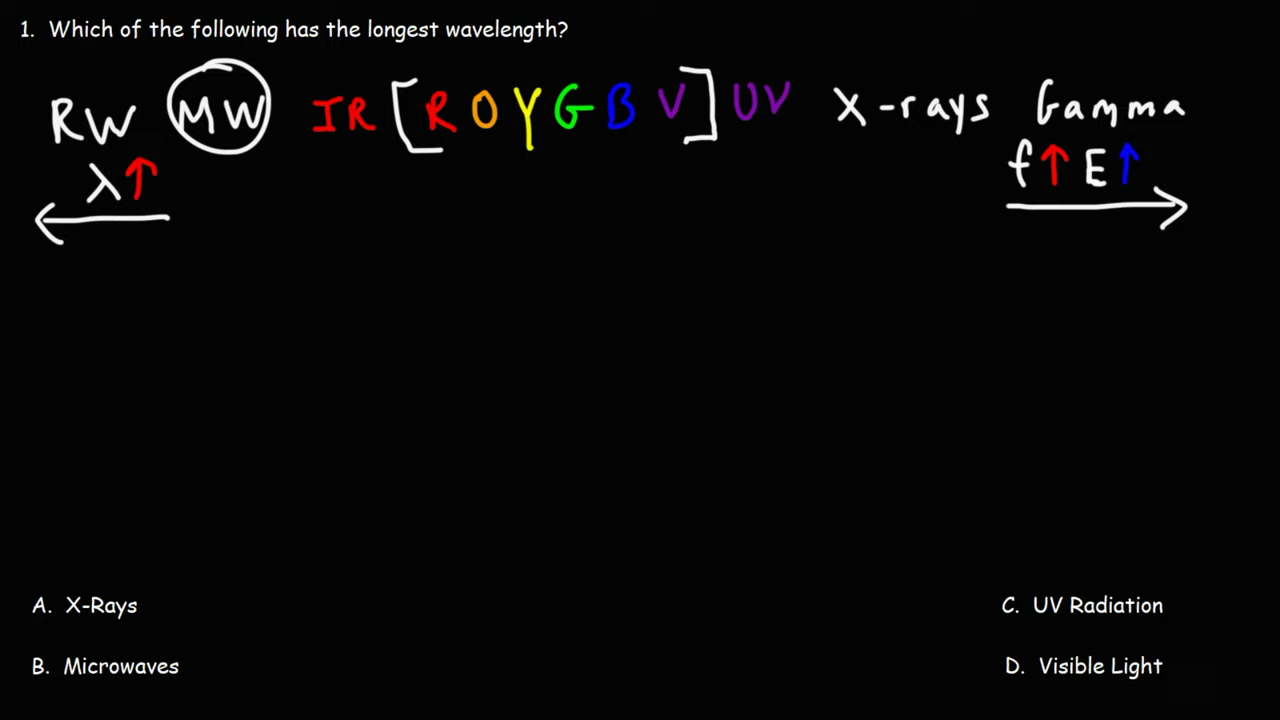 1. Which of the following has the longest wavelength?
RW MW IR [ R O Y G B V ] UV X-rays Gamma
λ↑ f↑ E↑
A. X-Rays C. UV Radiation
B. Microwaves D. Visible Light